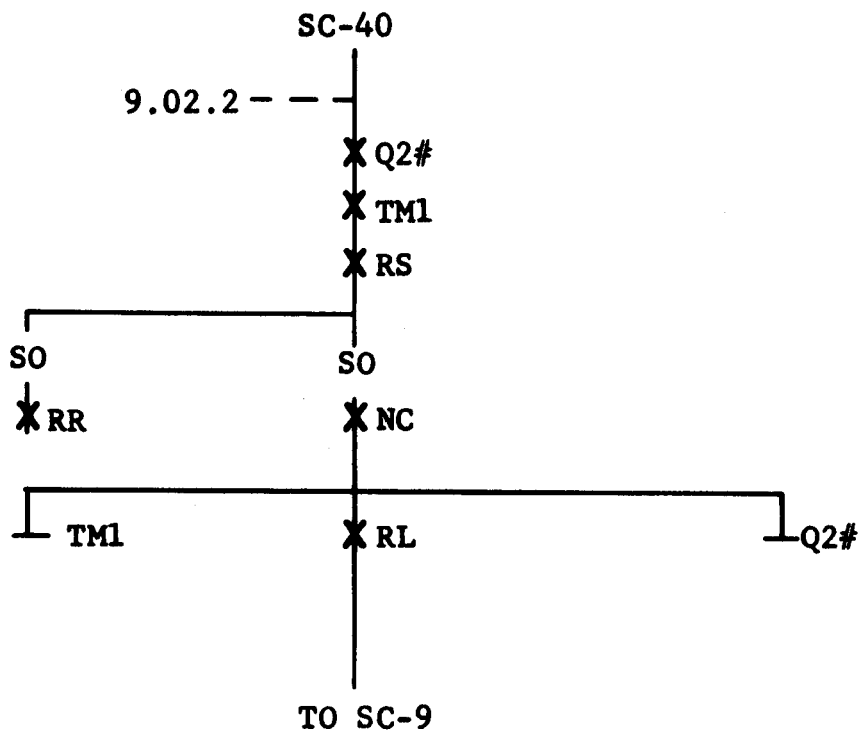 SC-40
9.02.2
Q2#
TM1
RS
SO SO
RR NC
TM1 RL Q2#
TO SC-9